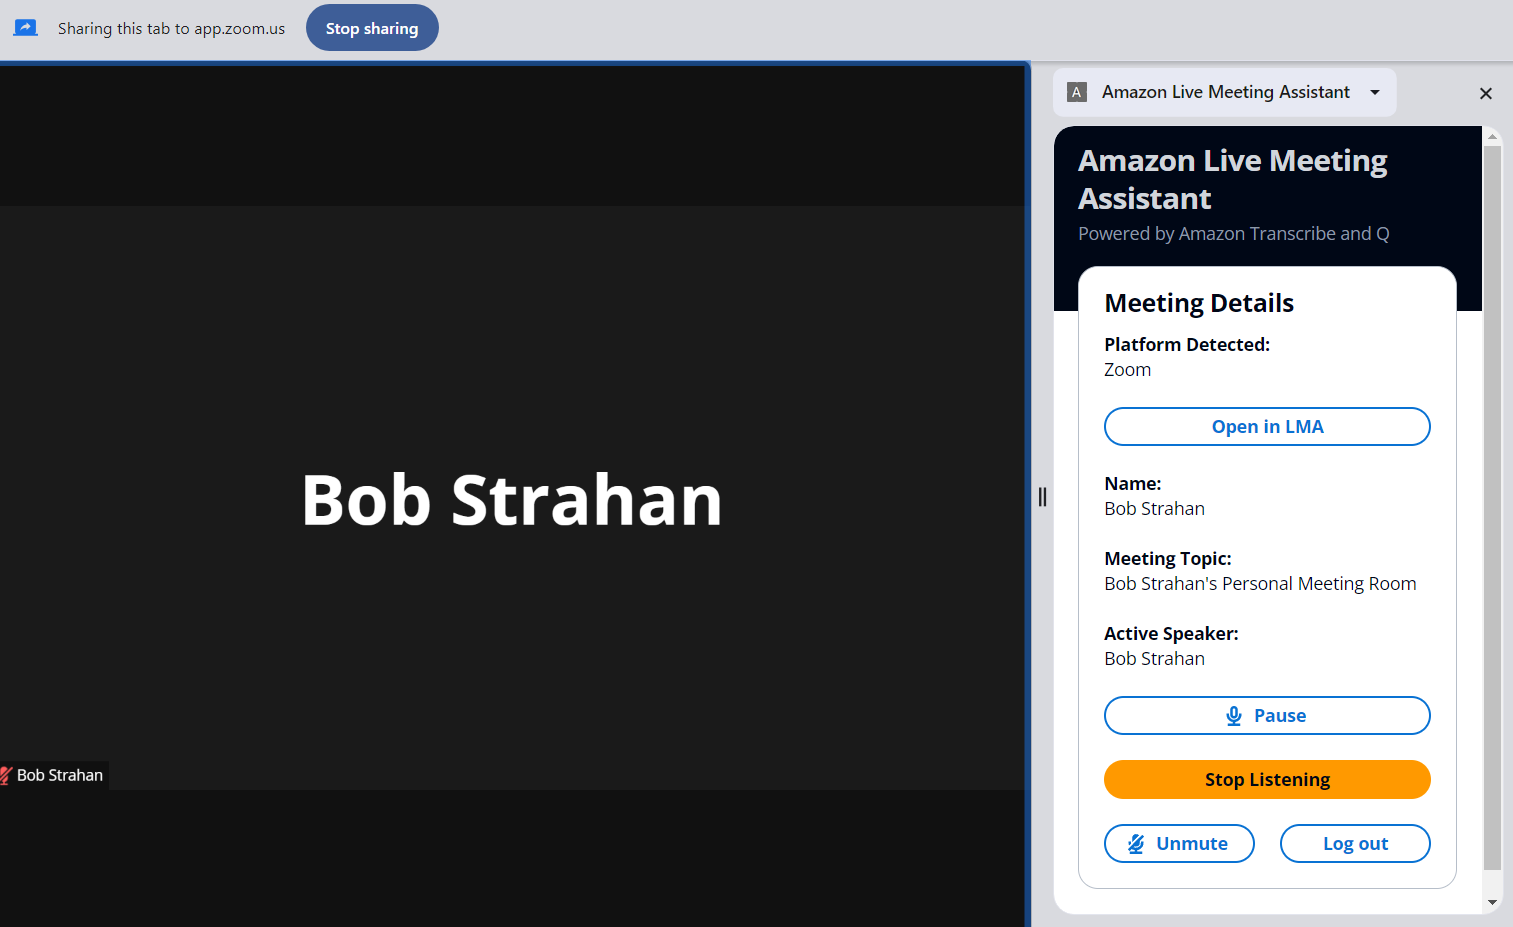 Sharing this tab to app.zoom.us
Stop sharing
Bob Strahan
Bob Strahan
A
Amazon Live Meeting Assistant
Amazon Live Meeting
Assistant
Powered by Amazon Transcribe and Q
Meeting Details
Platform Detected:
Zoom
Open in LMA
Name:
Bob Strahan
Meeting Topic:
Bob Strahan's Personal Meeting Room
Active Speaker:
Bob Strahan
Pause
Stop Listening
Unmute
Log out